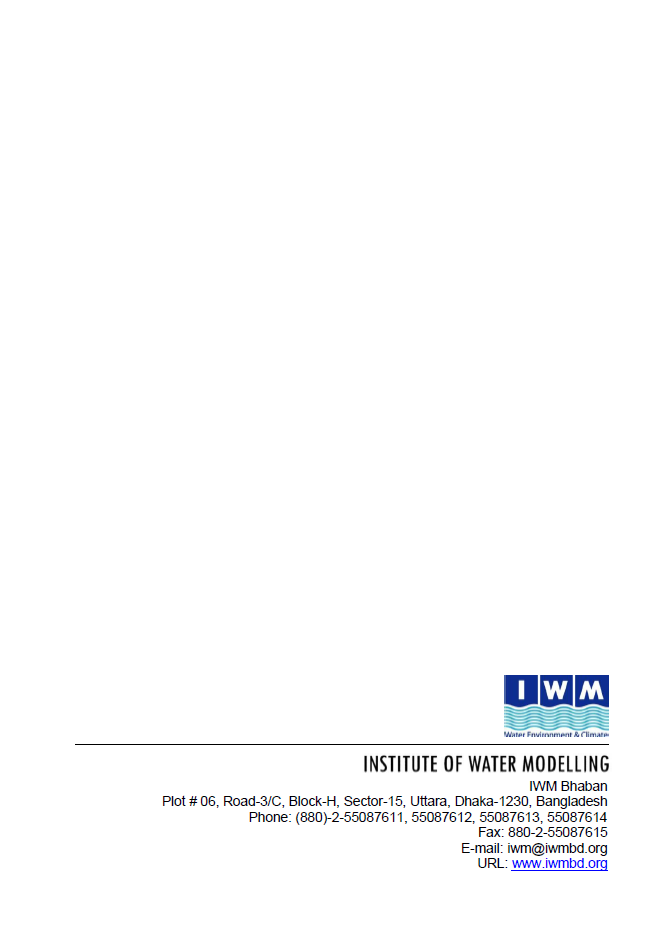 IWM
Water Environment & Climate
INSTITUTE OF WATER MODELLING
IWM Bhaban
Plot # 06, Road-3/C, Block-H, Sector-15, Uttara, Dhaka-1230, Bangladesh
Phone: (880)-2-55087611, 55087612, 55087613, 55087614
Fax: 880-2-55087615
E-mail: iwm@iwmbd.org
URL: www.iwmbd.org